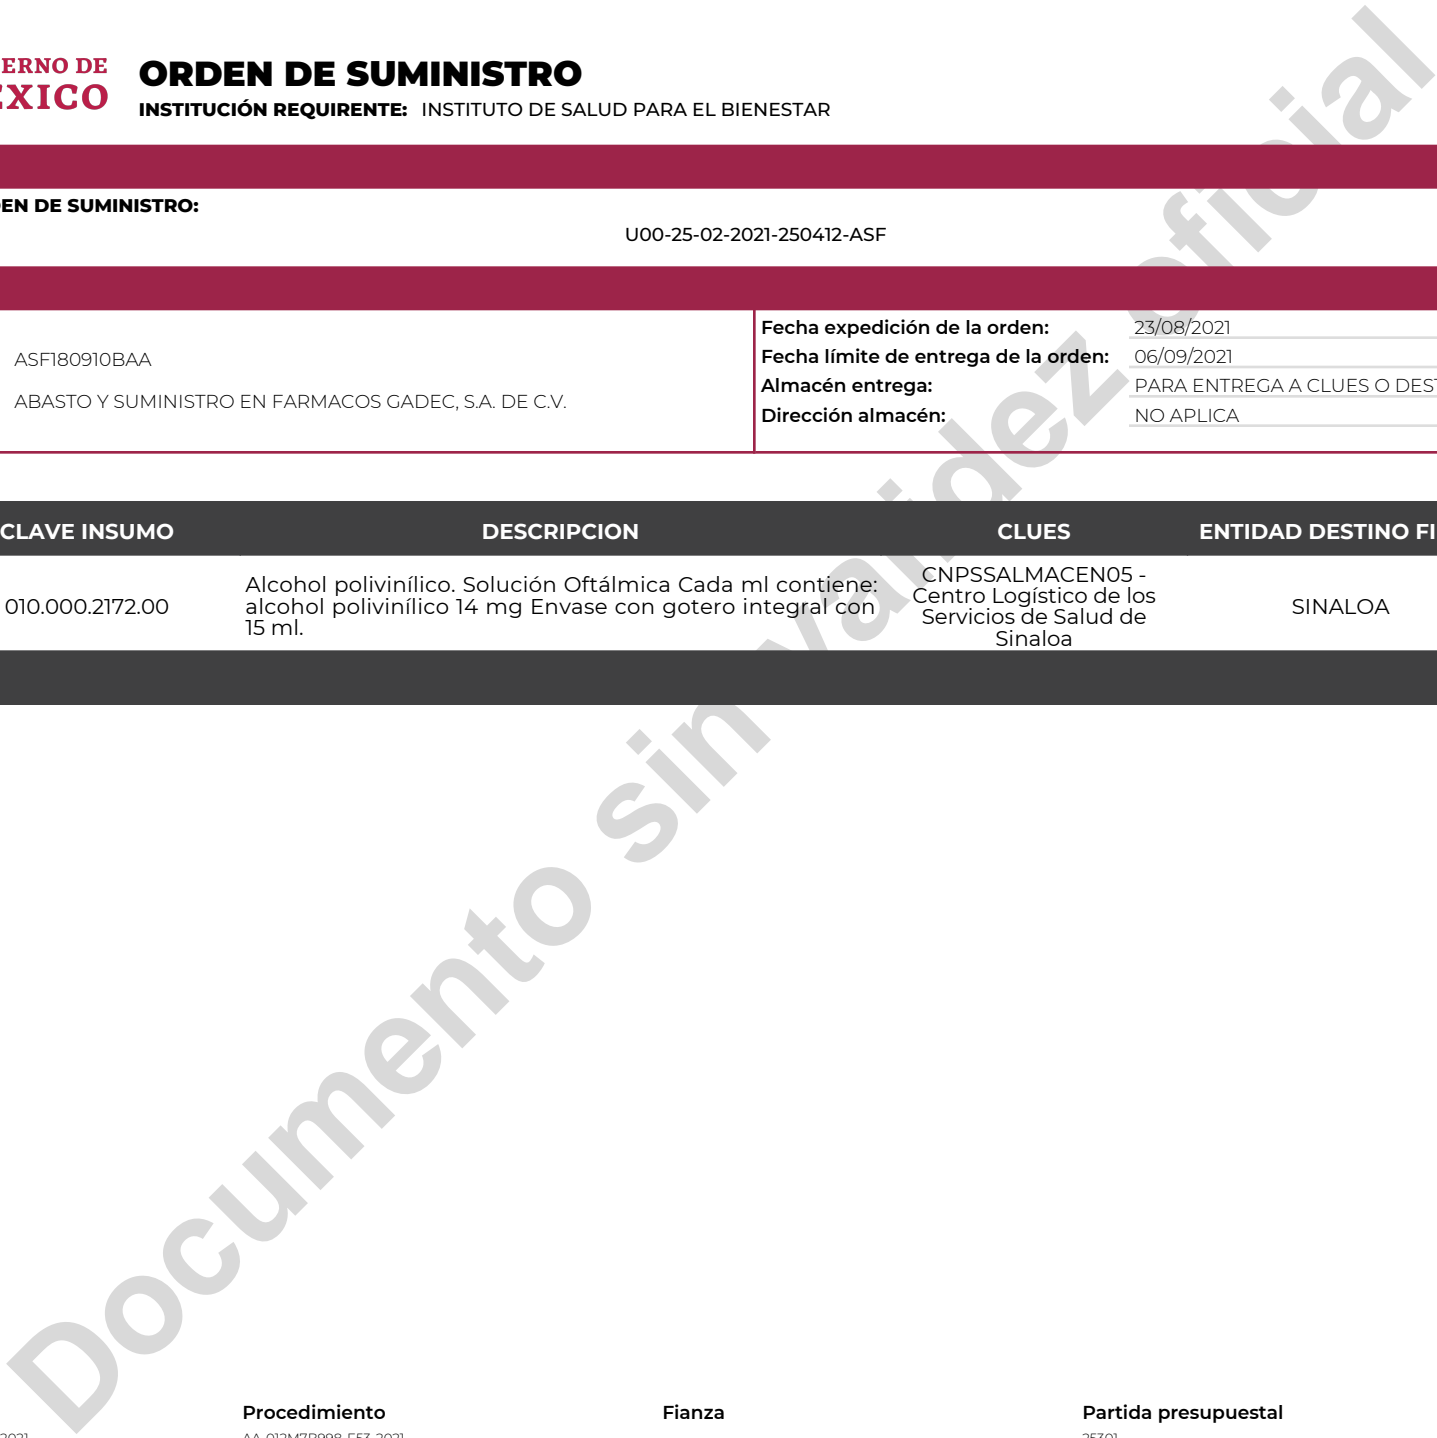 ERNO DE
EXICO
ORDEN DE SUMINISTRO
INSTITUCIÓN REQUIRENTE: INSTITUTO DE SALUD PARA EL BIENESTAR
EN DE SUMINISTRO:
U00-25-02-2021-250412-ASF
ASF180910BAA
ABASTO Y SUMINISTRO EN FARMACOS GADEC, S.A. DE C.V.
Fecha expedición de la orden: 23/08/2021
Fecha límite de entrega de la orden: 06/09/2021
Almacén entrega: PARA ENTREGA A CLUES O DEST
Dirección almacén: NO APLICA
CLAVE INSUMO DESCRIPCION CLUES ENTIDAD DESTINO FI
010.000.2172.00
Alcohol polivinílico. Solución Oftálmica Cada ml contiene:
alcohol polivinílico 14 mg Envase con gotero integral con
15 ml.
CNPSSALMACEN05 -
Centro Logístico de los
Servicios de Salud de
Sinaloa
SINALOA
Documento sin validez oficial
Procedimiento Fianza Partida presupuestal